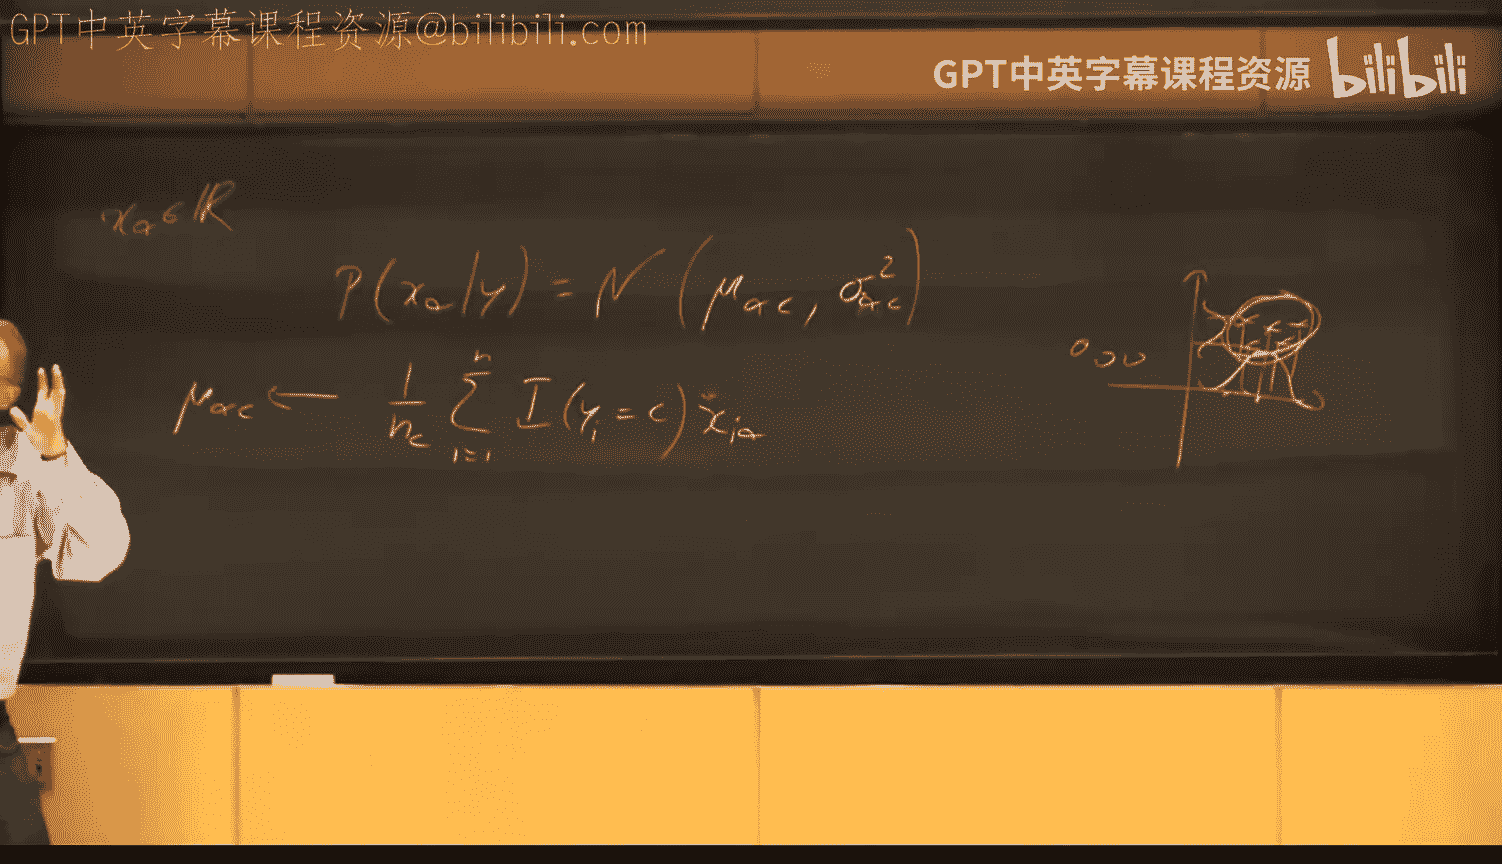 GPT中英字幕课程资源@bilibili.com
GPT中英字幕课程资源 bilibili
x_α ∈ ℝ
P(x_α|y) = N(μ_αc, σ²_αc)
μ_αc ← 1/n_c Σ_{i=1}^{n} I(y_i = c) x_iα